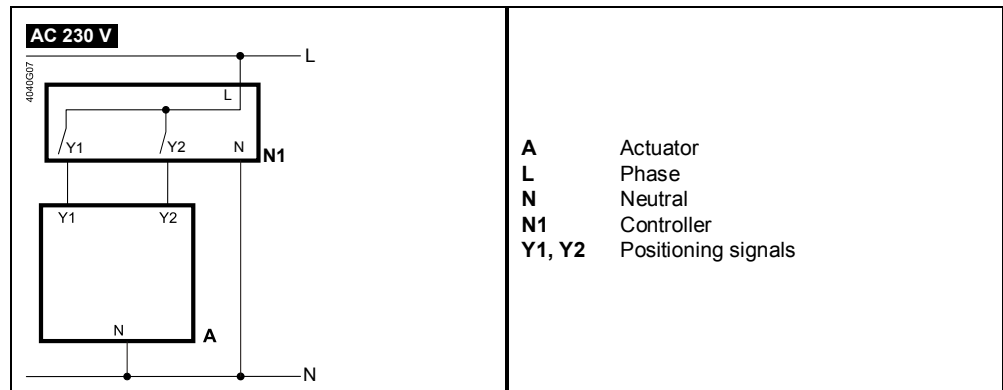 AC 230 V
L
4040G07
L
Y1 Y2 N
N1
Y1 Y2
N
A
N
A Actuator
L Phase
N Neutral
N1 Controller
Y1, Y2 Positioning signals